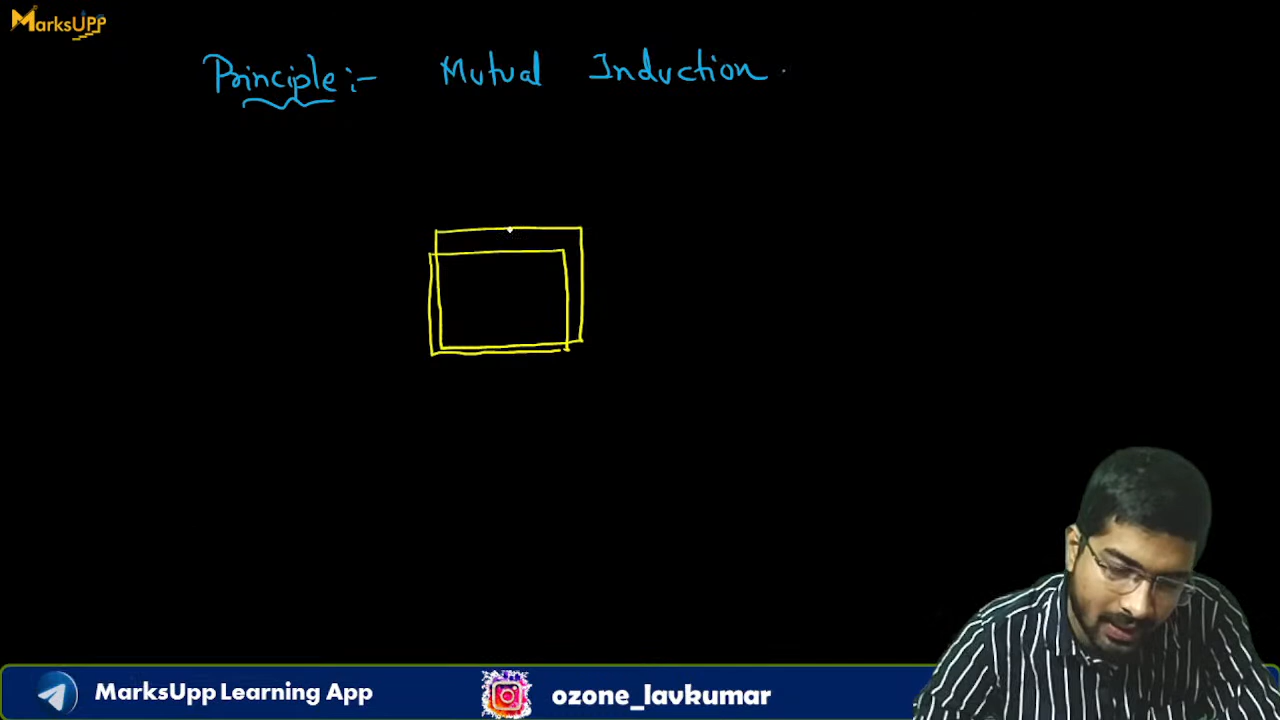 MarksUPP
Principle :- Mutual Induction .
MarksUpp Learning App
ozone_lavkumar